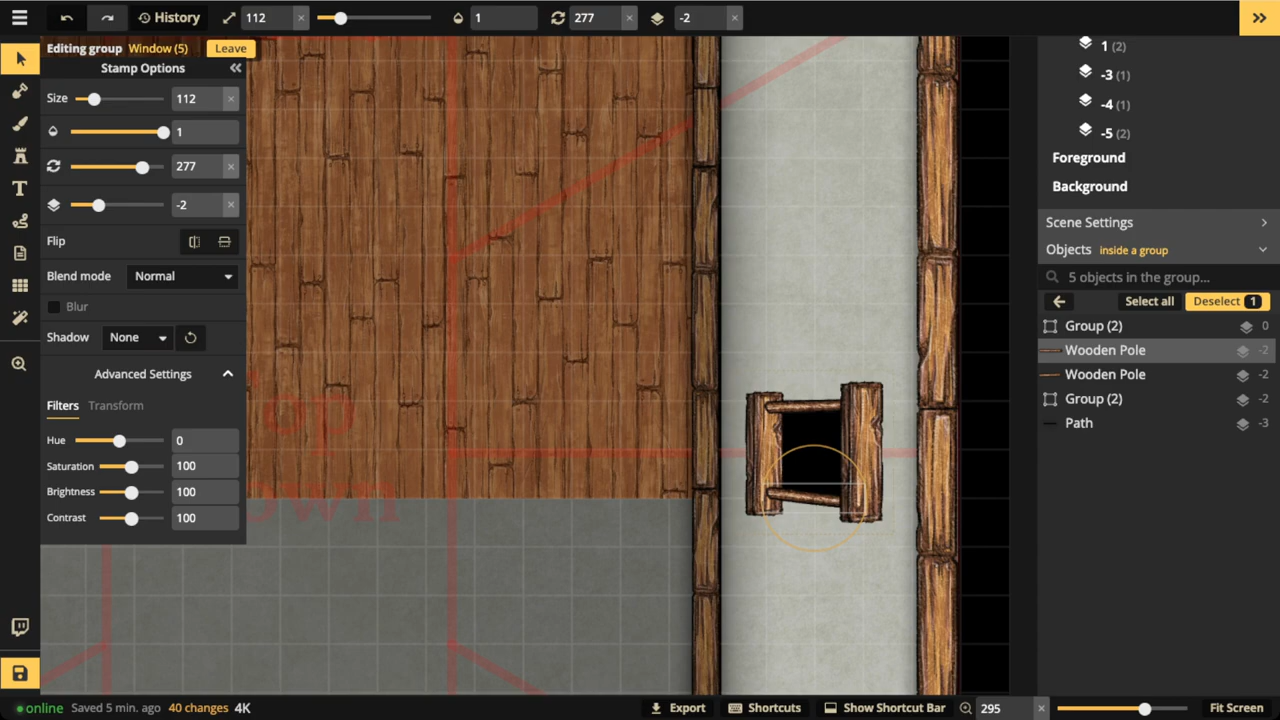 History 112 1 277 -2
Editing group Window (5) Leave
Stamp Options
Size 112
1
277
-2
Flip
Blend mode Normal
Blur
Shadow None
Advanced Settings
Filters Transform
Hue 0
Saturation 100
Brightness 100
Contrast 100
op
own
1 (2)
-3 (1)
-4 (1)
-5 (2)
Foreground
Background
Scene Settings
Objects inside a group
5 objects in the group...
Select all Deselect 1
Group (2) 0
Wooden Pole -2
Wooden Pole -2
Group (2) -2
Path -3
online Saved 5 min. ago 40 changes 4K Export Shortcuts Show Shortcut Bar 295 Fit Screen